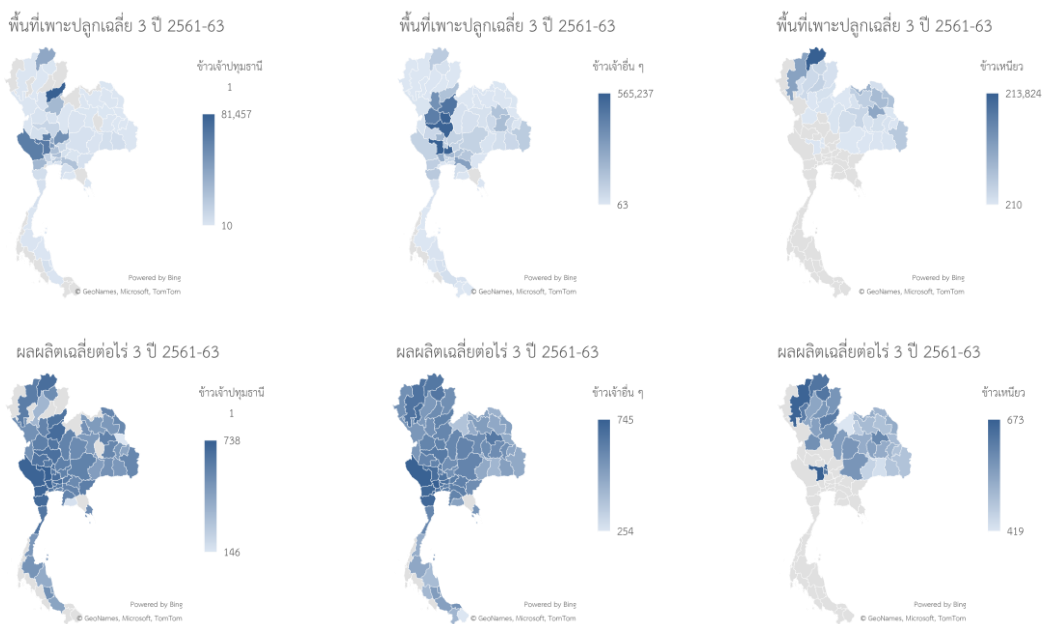 พื้นที่เพาะปลูกเฉลี่ย 3 ปี 2561-63
ข้าวเจ้าปทุมธานี
1
81,457
10
Powered by Bing
© GeoNames, Microsoft, TomTom
พื้นที่เพาะปลูกเฉลี่ย 3 ปี 2561-63
ข้าวเจ้าอื่น ๆ
565,237
63
Powered by Bing
© GeoNames, Microsoft, TomTom
พื้นที่เพาะปลูกเฉลี่ย 3 ปี 2561-63
ข้าวเหนียว
213,824
210
Powered by Bing
© GeoNames, Microsoft, TomTom
ผลผลิตเฉลี่ยต่อไร่ 3 ปี 2561-63
ข้าวเจ้าปทุมธานี
1
738
146
Powered by Bing
© GeoNames, Microsoft, TomTom
ผลผลิตเฉลี่ยต่อไร่ 3 ปี 2561-63
ข้าวเจ้าอื่น ๆ
745
254
Powered by Bing
© GeoNames, Microsoft, TomTom
ผลผลิตเฉลี่ยต่อไร่ 3 ปี 2561-63
ข้าวเหนียว
673
419
Powered by Bing
© GeoNames, Microsoft, TomTom